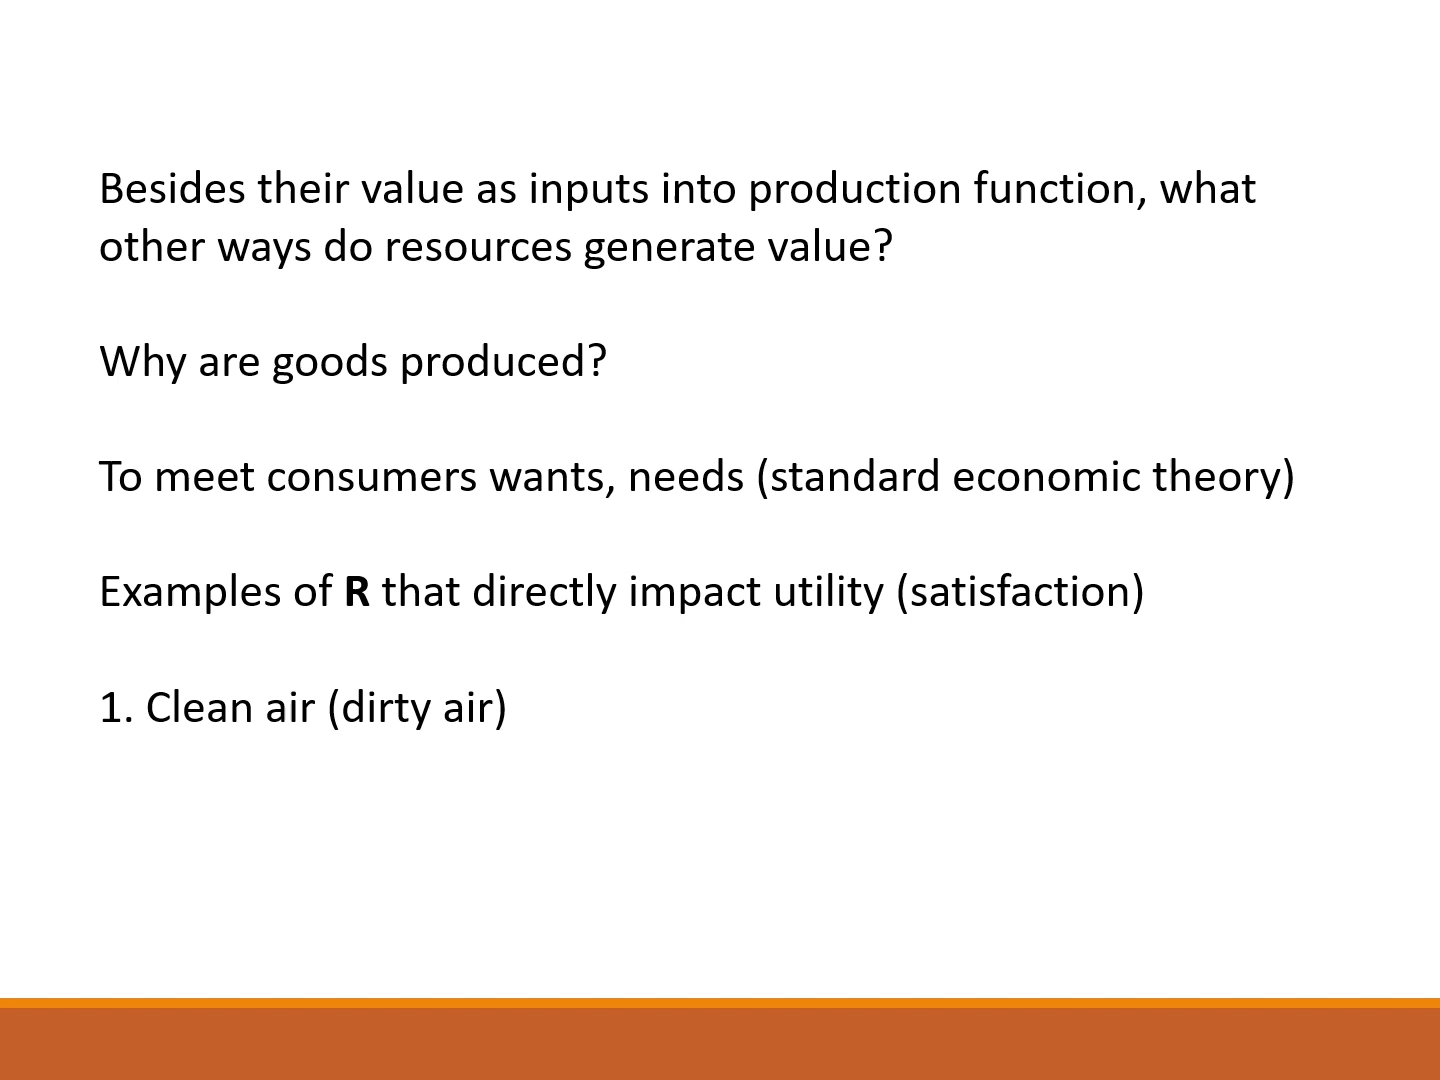 Besides their value as inputs into production function, what
other ways do resources generate value?
Why are goods produced?
To meet consumers wants, needs (standard economic theory)
Examples of R that directly impact utility (satisfaction)
1. Clean air (dirty air)